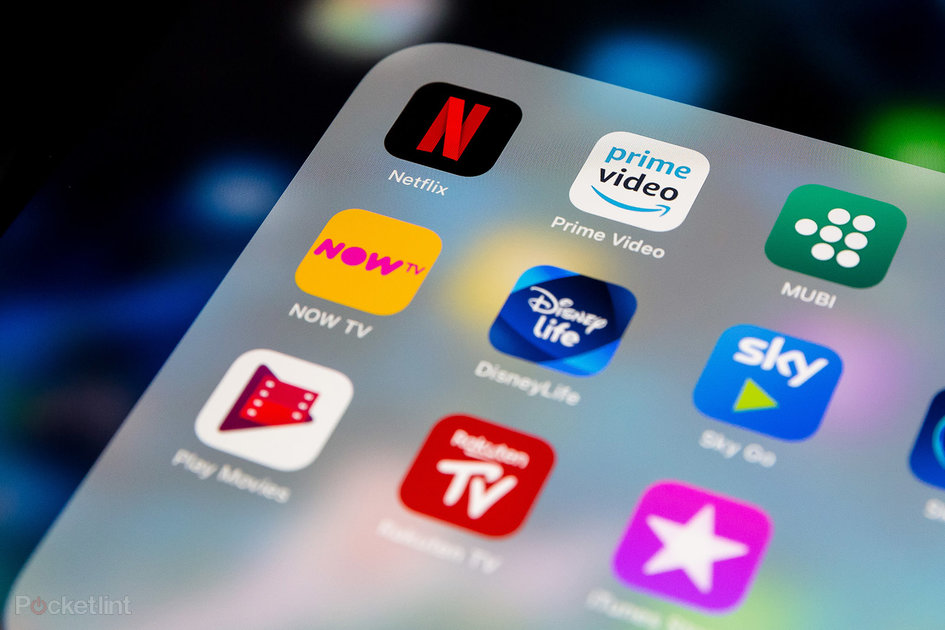 N
Netflix
prime
video
Prime Video
MUBI
NOW TV
NOW TV
Disney
life
DisneyLife
sky
Sky Go
Play Movies
Rakuten
TV
Rakuten TV
iTunes
Pocketlint